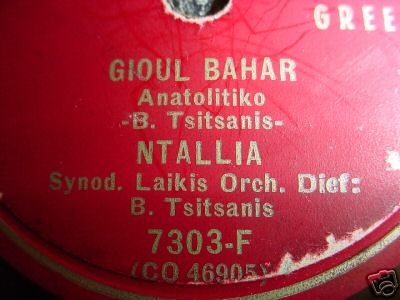 GREE
GIOUL BAHAR
Anatolitiko
-B. Tsitsanis-
NTALLIA
Synod. Laikis Orch. Dief:
B. Tsitsanis
7303-F
(CO 46905)